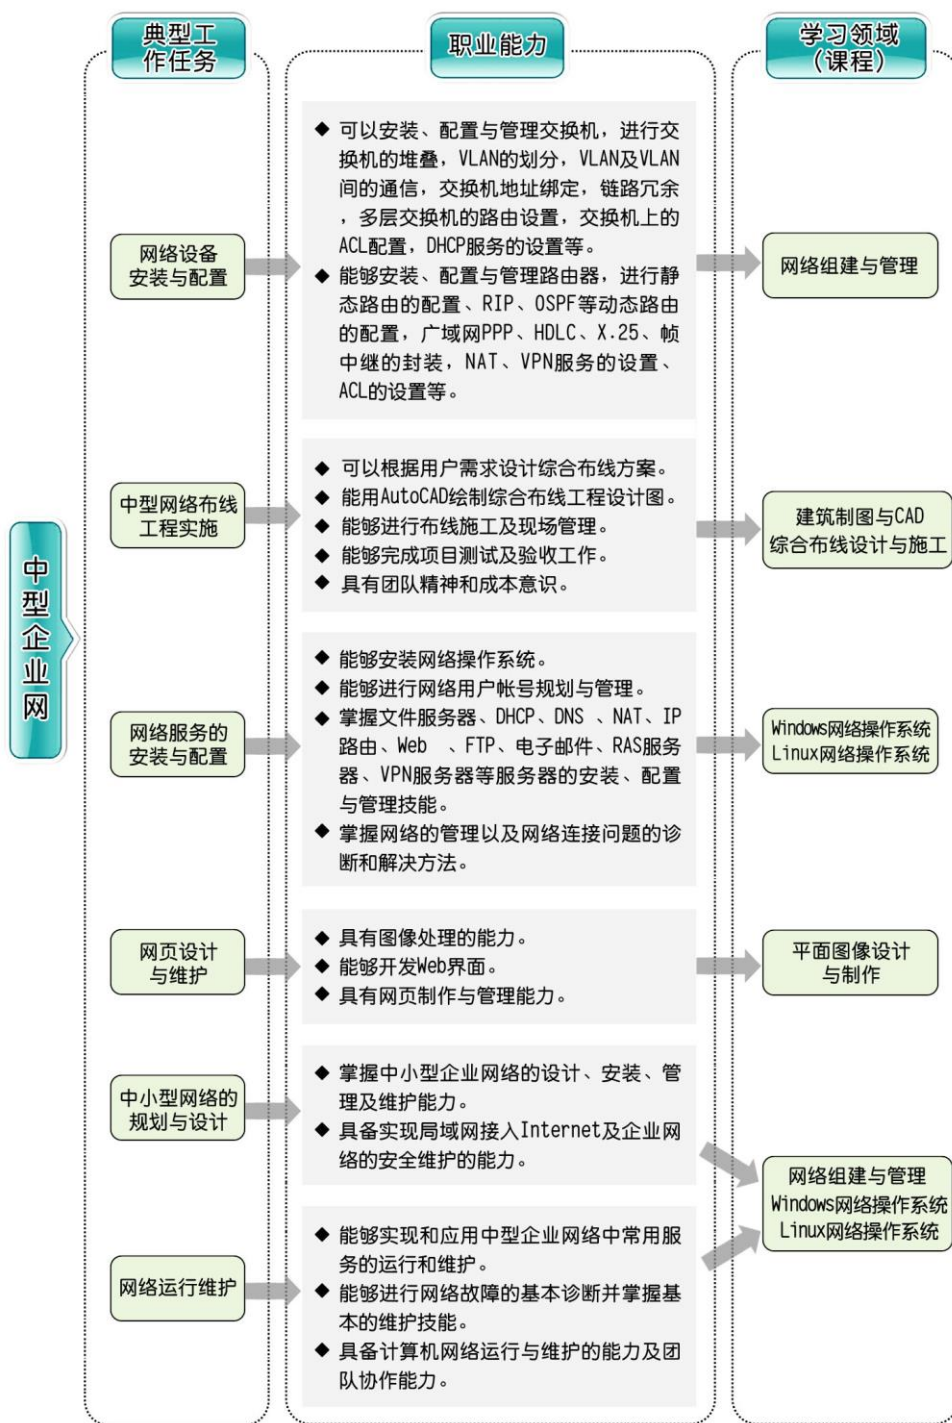 典型工
作任务
职业能力
学习领域
(课程)
中型企业网
网络设备
安装与配置
◆ 可以安装、配置与管理交换机，进行交
换机的堆叠，VLAN的划分，VLAN及VLAN
间的通信，交换机地址绑定，链路冗余
，多层交换机的路由设置，交换机上的
ACL配置，DHCP服务的设置等。
◆ 能够安装、配置与管理路由器，进行静
态路由的配置、RIP、OSPF等动态路由
的配置，广域网PPP、HDLC、X.25、帧
中继的封装，NAT、VPN服务的设置、
ACL的设置等。
网络组建与管理
中型网络布线
工程实施
◆ 可以根据用户需求设计综合布线方案。
◆ 能用AutoCAD绘制综合布线工程设计图。
◆ 能够进行布线施工及现场管理。
◆ 能够完成项目测试及验收工作。
◆ 具有团队精神和成本意识。
建筑制图与CAD
综合布线设计与施工
网络服务的
安装与配置
◆ 能够安装网络操作系统。
◆ 能够进行网络用户帐号规划与管理。
◆ 掌握文件服务器、DHCP、DNS 、NAT、IP
路由、Web 、FTP、电子邮件、RAS服务
器、VPN服务器等服务器的安装、配置
与管理技能。
◆ 掌握网络的管理以及网络连接问题的诊
断和解决方法。
Windows网络操作系统
Linux网络操作系统
网页设计
与维护
◆ 具有图像处理的能力。
◆ 能够开发Web界面。
◆ 具有网页制作与管理能力。
平面图像设计
与制作
中小型网络的
规划与设计
◆ 掌握中小型企业网络的设计、安装、管
理及维护能力。
◆ 具备实现局域网接入Internet及企业网
络的安全维护的能力。
网络组建与管理
Windows网络操作系统
Linux网络操作系统
网络运行维护
◆ 能够实现和应用中型企业网络中常用服
务的运行和维护。
◆ 能够进行网络故障的基本诊断并掌握基
本的维护技能。
◆ 具备计算机网络运行与维护的能力及团
队协作能力。